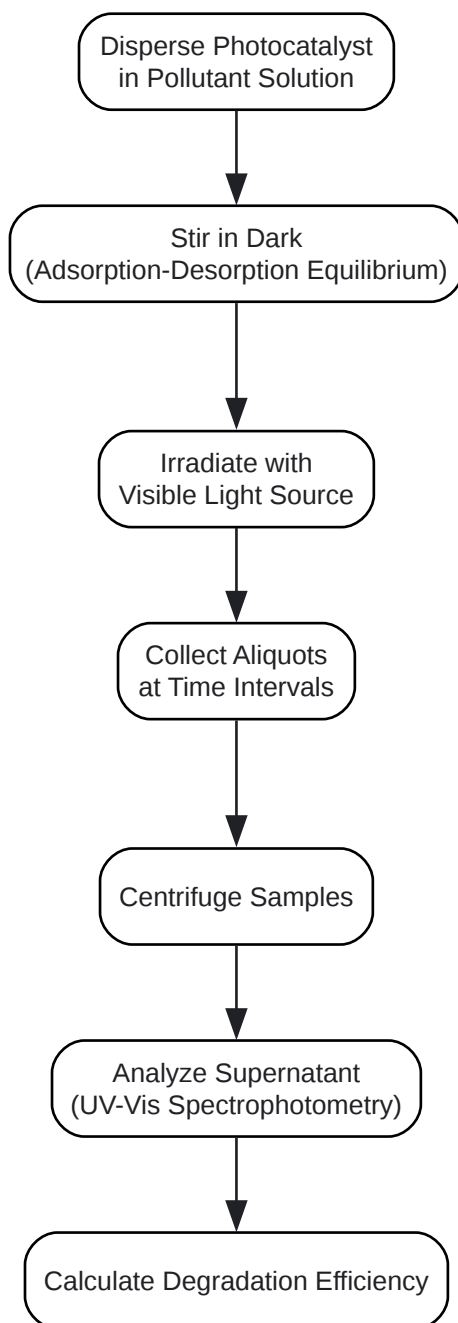 Disperse Photocatalyst
in Pollutant Solution
Stir in Dark
(Adsorption-Desorption Equilibrium)
Irradiate with
Visible Light Source
Collect Aliquots
at Time Intervals
Centrifuge Samples
Analyze Supernatant
(UV-Vis Spectrophotometry)
Calculate Degradation Efficiency